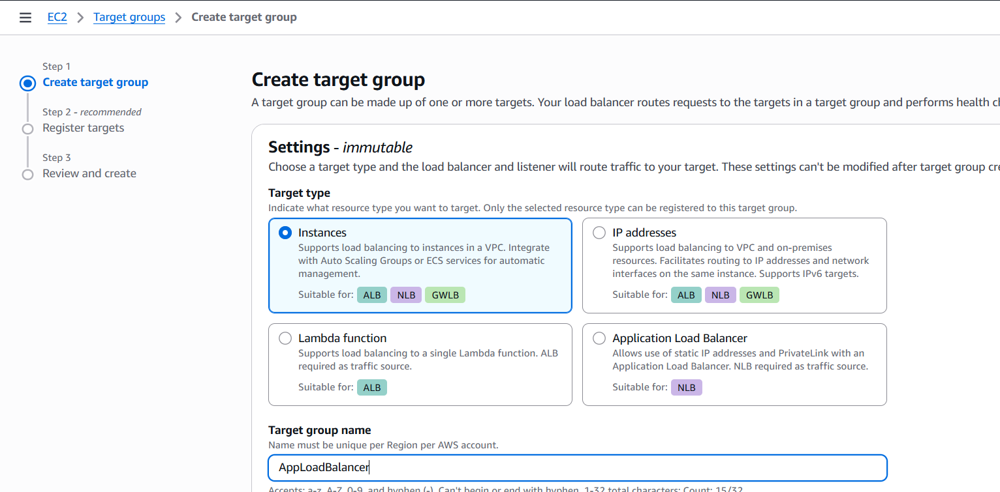 EC2 > Target groups > Create target group
Step 1
Create target group
Step 2 - recommended
Register targets
Step 3
Review and create
Create target group
A target group can be made up of one or more targets. Your load balancer routes requests to the targets in a target group and performs health
Settings - immutable
Choose a target type and the load balancer and listener will route traffic to your target. These settings can't be modified after target group
Target type
Indicate what resource type you want to target. Only the selected resource type can be registered to this target group.
Instances
Supports load balancing to instances in a VPC. Integrate
with Auto Scaling Groups or ECS services for automatic
management.
Suitable for: ALB NLB GWLB
IP addresses
Supports load balancing to VPC and on-premises
resources. Facilitates routing to IP addresses and network
interfaces on the same instance. Supports IPv6 targets.
Suitable for: ALB NLB GWLB
Lambda function
Supports load balancing to a single Lambda function. ALB
required as traffic source.
Suitable for: ALB
Application Load Balancer
Allows use of static IP addresses and PrivateLink with an
Application Load Balancer. NLB required as traffic source.
Suitable for: NLB
Target group name
Name must be unique per Region per AWS account.
AppLoadBalancer
Accepts: a-z, A-Z, 0-9, and hyphen (-). Can't begin or end with hyphen. 1-32 total characters; Count: 15/32